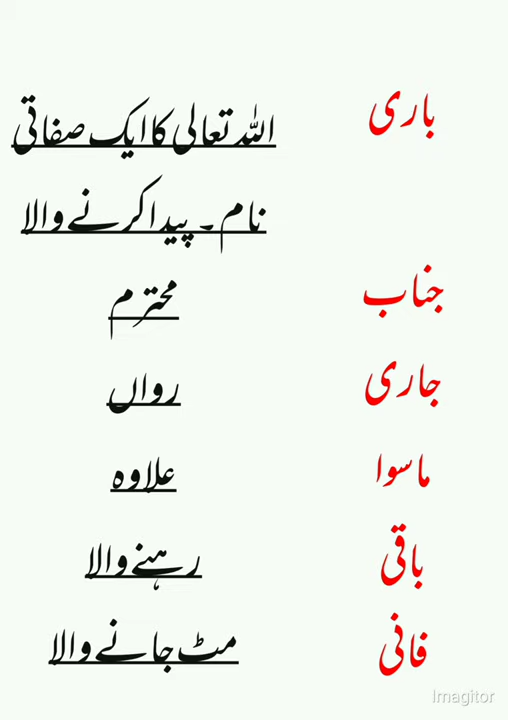 باری اللہ تعالی کا ایک صفاتی
نام ۔ پیدا کرنے والا
جناب محترم
جاری رواں
ماسوا علاوہ
باقی رہنے والا
فانی مٹ جانے والا
Imagitor